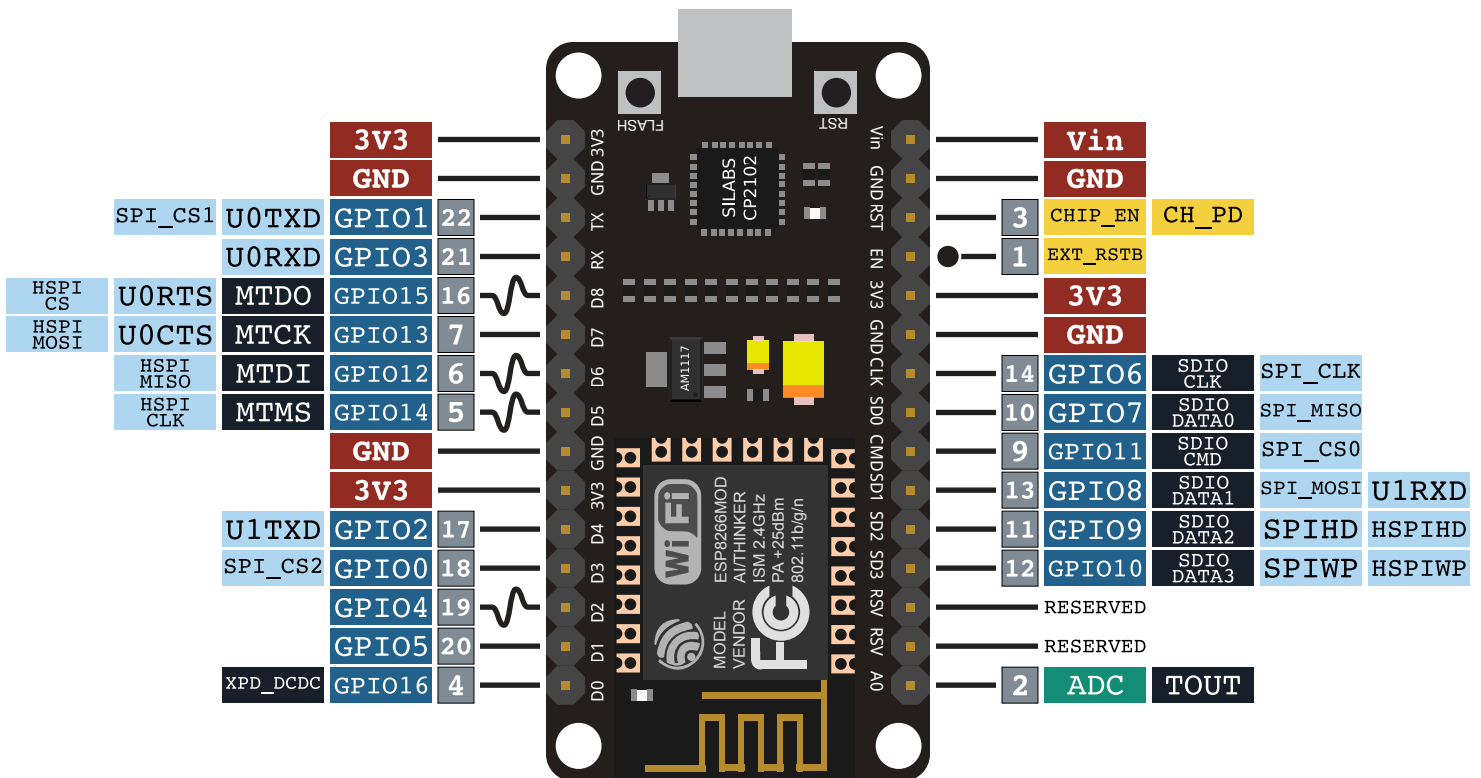 FLASH
RST
3V3 3V3
GND GND
SPI_CS1 U0TXD GPIO1 22 TX
U0RXD GPIO3 21 RX
HSPI CS U0RTS MTDO GPIO15 16 D8
HSPI MOSI U0CTS MTCK GPIO13 7 D7
HSPI MISO MTDI GPIO12 6 D6
HSPI CLK MTMS GPIO14 5 D5
GND GND
3V3 3V3
U1TXD GPIO2 17 D4
SPI_CS2 GPIO0 18 D3
GPIO4 19 D2
GPIO5 20 D1
XPD_DCDC GPIO16 4 D0
SILABS
CP2102
AM1117
WiFi
ESP8266MOD
AI/THINKER
ISM 2.4GHz
PA +25dBm
802.11b/g/n
MODEL
VENDOR
FC
Vin Vin
GND GND
RST 3 CHIP_EN CH_PD
EN 1 EXT_RSTB
3V3 3V3
GND GND
CLK 14 GPIO6 SDIO CLK SPI_CLK
SD0 10 GPIO7 SDIO DATA0 SPI_MISO
CMD 9 GPIO11 SDIO CMD SPI_CS0
SD1 13 GPIO8 SDIO DATA1 SPI_MOSI U1RXD
SD2 11 GPIO9 SDIO DATA2 SPIHD HSPIHD
SD3 12 GPIO10 SDIO DATA3 SPIWP HSPIWP
RSV RESERVED
RSV RESERVED
A0 2 ADC TOUT